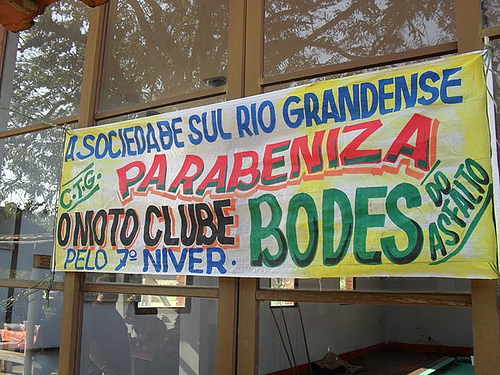 A SOCIEDADE SUL RIO GRANDENSE
C.T.G. PARABENIZA
O MOTO CLUBE BODES DO ASFALTO
PELO 7º NIVER.